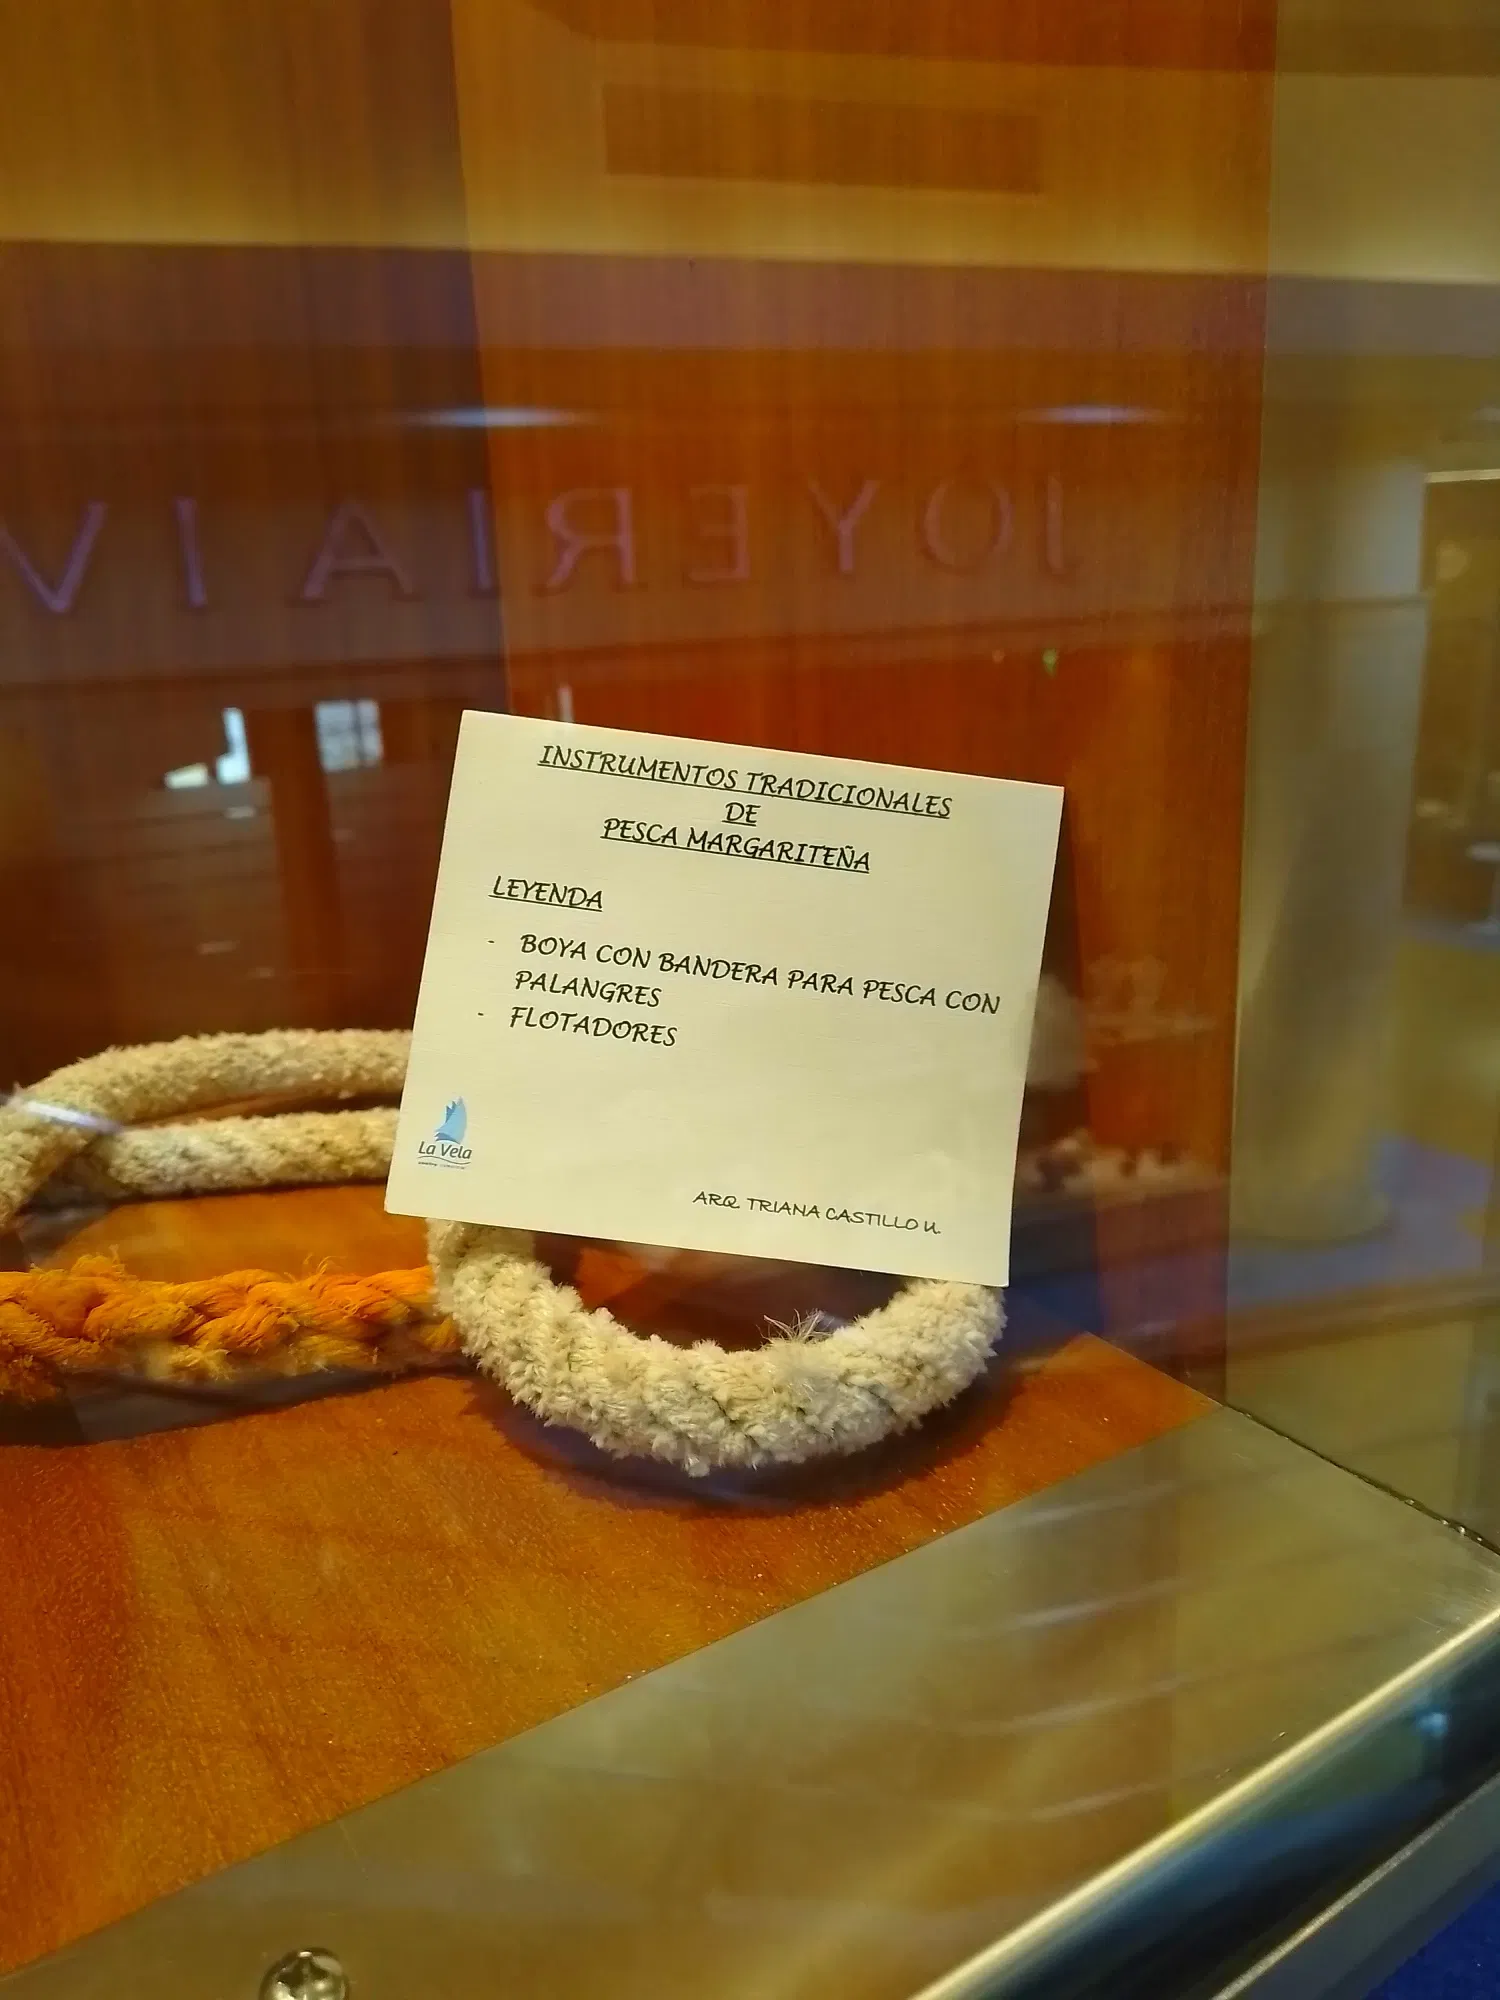 JOYERIA IV
INSTRUMENTOS TRADICIONALES
DE
PESCA MARGARITEÑA
LEYENDA
- BOYA CON BANDERA PARA PESCA CON
PALANGRES
- FLOTADORES
La Vela
ARQ. TRIANA CASTILLO U.